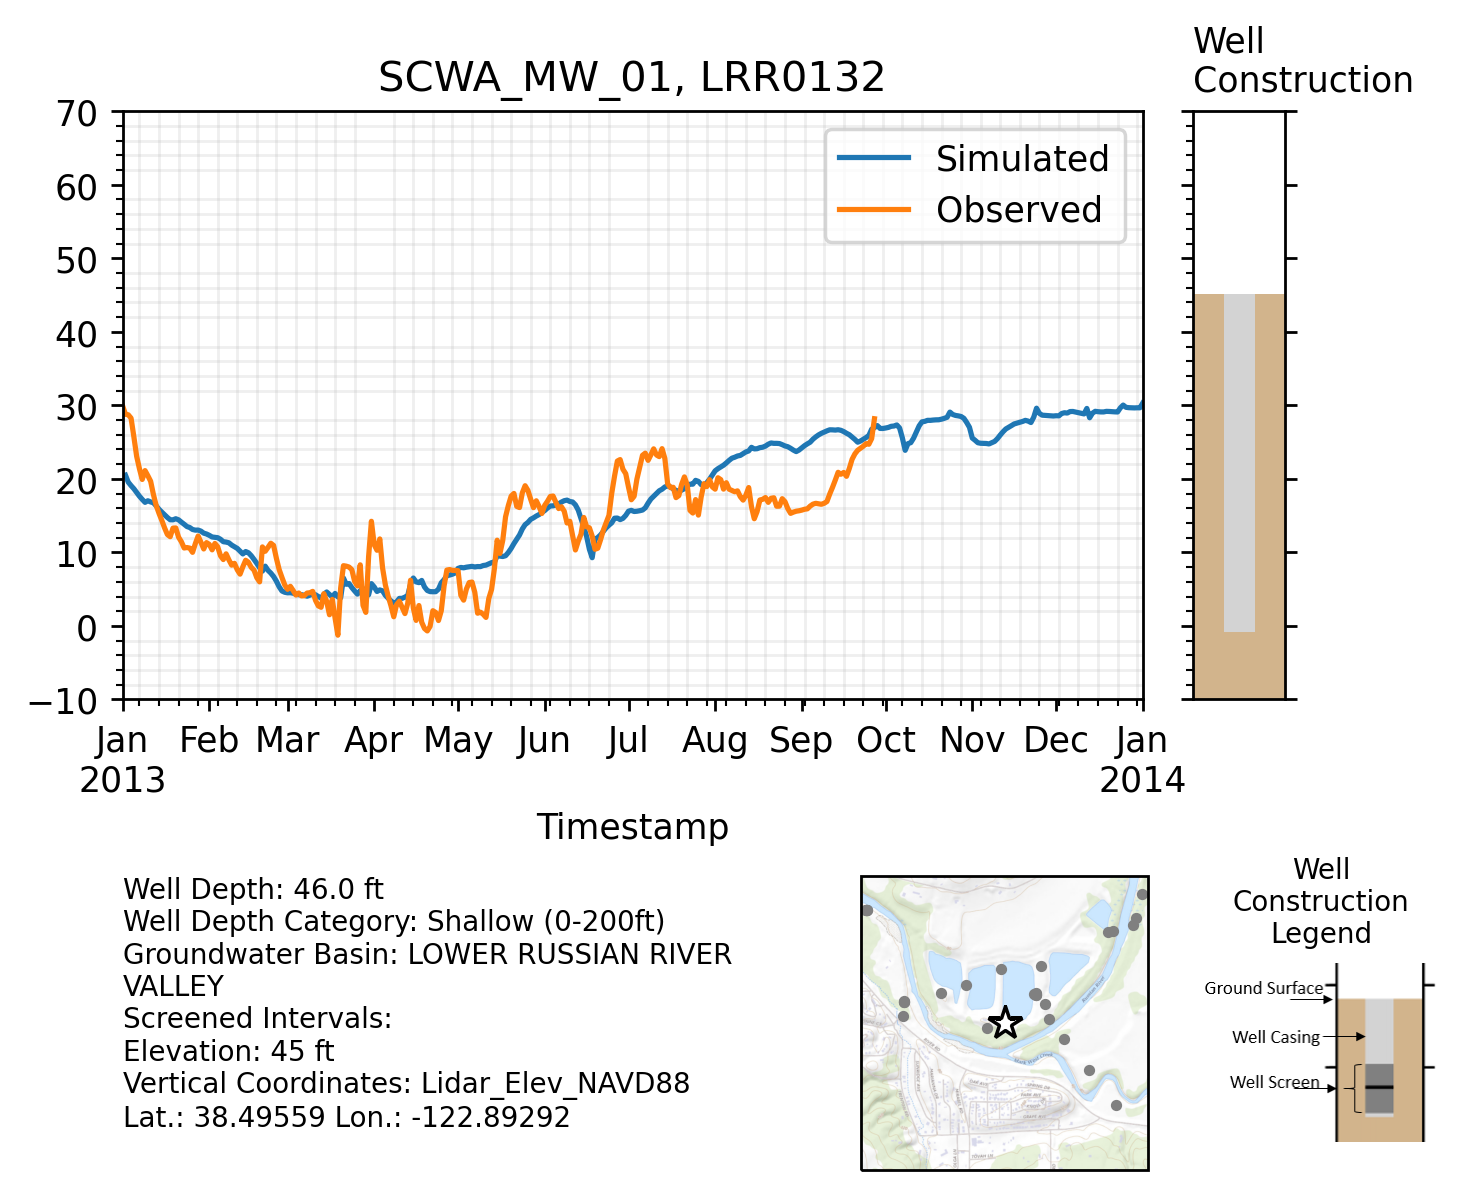 Well
Construction
SCWA_MW_01, LRR0132
70
60
50
40
30
20
10
0
−10
Simulated
Observed
Jan Feb Mar Apr May Jun Jul Aug Sep Oct Nov Dec Jan
2013 2014
Timestamp
Well Depth: 46.0 ft
Well Depth Category: Shallow (0-200ft)
Groundwater Basin: LOWER RUSSIAN RIVER
VALLEY
Screened Intervals:
Elevation: 45 ft
Vertical Coordinates: Lidar_Elev_NAVD88
Lat.: 38.49559 Lon.: -122.89292
Well
Construction
Legend
Ground Surface
Well Casing
Well Screen